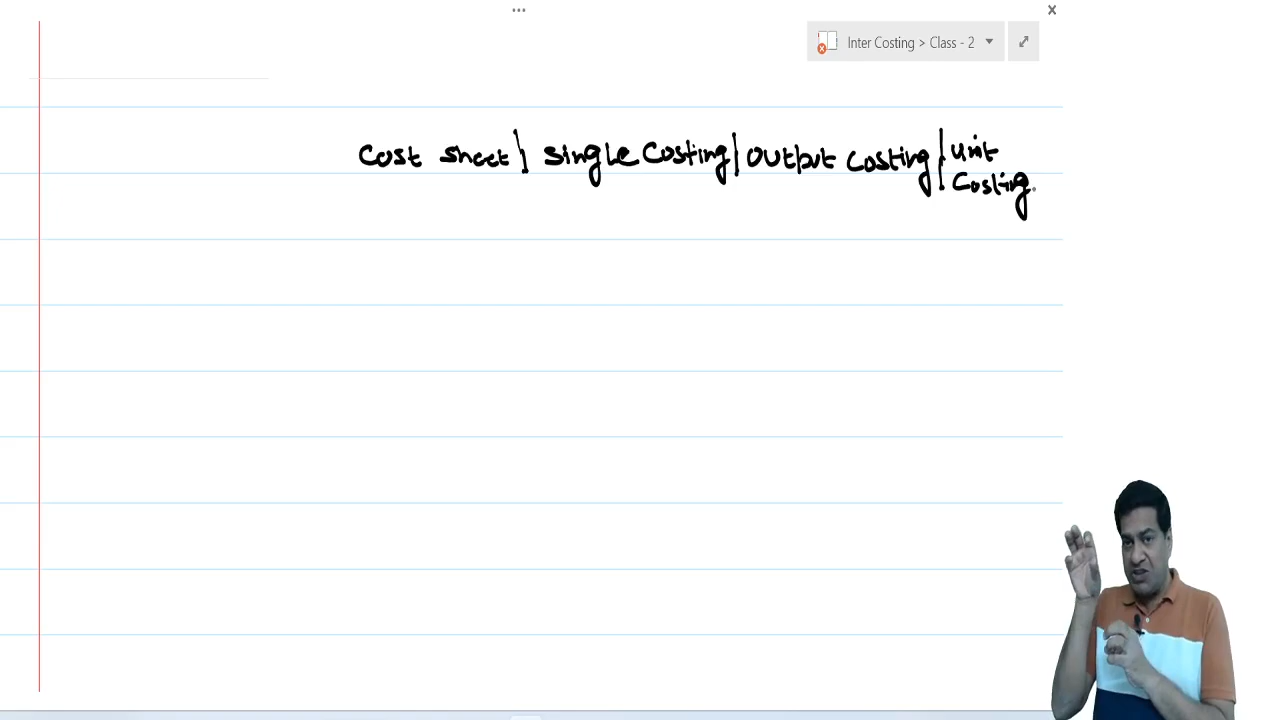 Inter Costing > Class - 2
Cost sheet | Single Costing | Output Costing | Unit
Costing